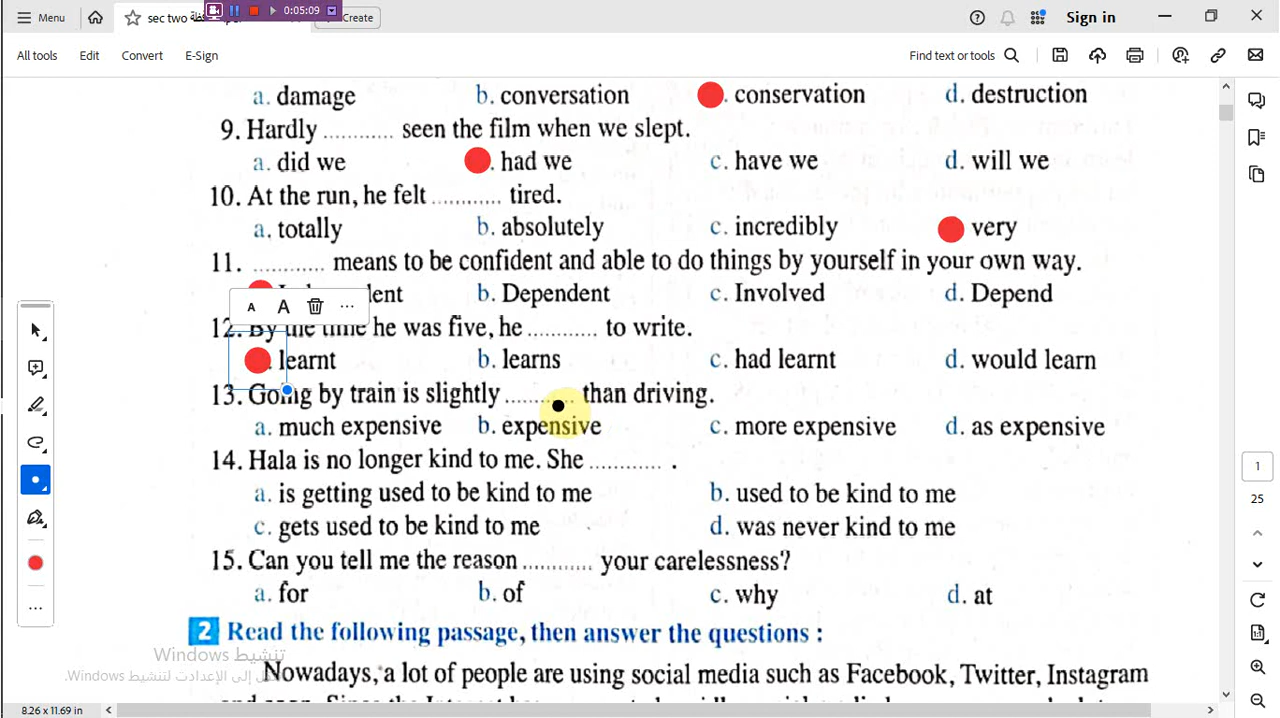 Menu
sec two
0:05:09
Create
Sign in
All tools Edit Convert E-Sign
Find text or tools
a. damage b. conversation . conservation d. destruction
9. Hardly ............ seen the film when we slept.
a. did we . had we c. have we d. will we
10. At the run, he felt ............ tired.
a. totally b. absolutely c. incredibly very
11. ............ means to be confident and able to do things by yourself in your own way.
b. Dependent c. Involved d. Depend
A A ...
12. By the time he was five, he ............ to write.
learnt b. learns c. had learnt d. would learn
13. Going by train is slightly ............ than driving.
a. much expensive b. expensive c. more expensive d. as expensive
14. Hala is no longer kind to me. She ............ .
a. is getting used to be kind to me b. used to be kind to me
c. gets used to be kind to me d. was never kind to me
15. Can you tell me the reason ............ your carelessness?
a. for b. of c. why d. at
2 Read the following passage, then answer the questions :
Nowadays, a lot of people are using social media such as Facebook, Twitter, Instagram
تنشيط Windows
انتقل إلى الإعدادت لتنشيط Windows.
1
25
8.26 x 11.69 in